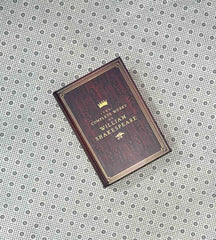 THE
COMPLETE WORKS
OF
WILLIAM
SHAKESPEARE